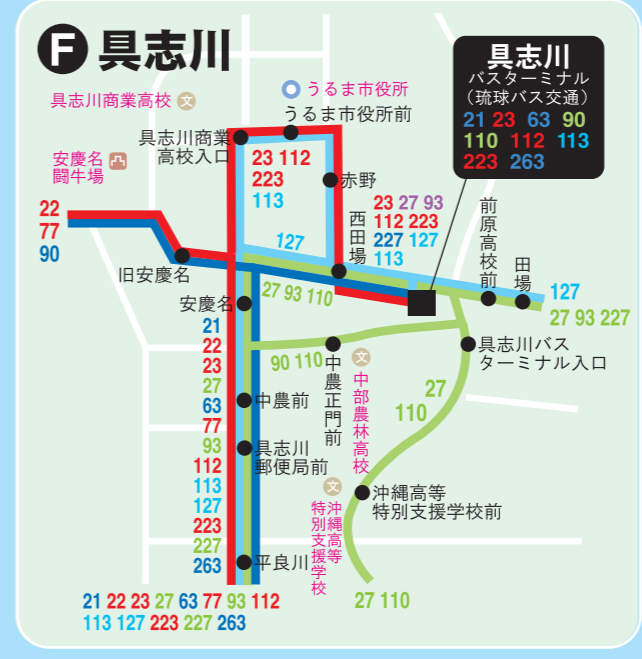 F 具志川
具志川
バスターミナル
（琉球バス交通）
21 23 63 90
110 112 113
223 263
具志川商業高校 文
うるま市役所
うるま市役所前
具志川商業
高校入口
安慶名
闘牛場
23 112
223
113
赤野
22
77
90
旧安慶名
127
西田場
23 27 93
112 223
227 127
113
前原高校前
田場
127
27 93 227
安慶名
27 93 110
90 110
中農正門前
文
中部農林高校
具志川バス
ターミナル入口
27
110
21
22
23
27
63
77
93
112
113
127
223
227
263
中農前
具志川
郵便局前
平良川
文
沖縄高等
特別支援学校
沖縄高等
特別支援学校前
27 110
21 22 23 27 63 77 93 112
113 127 223 227 263